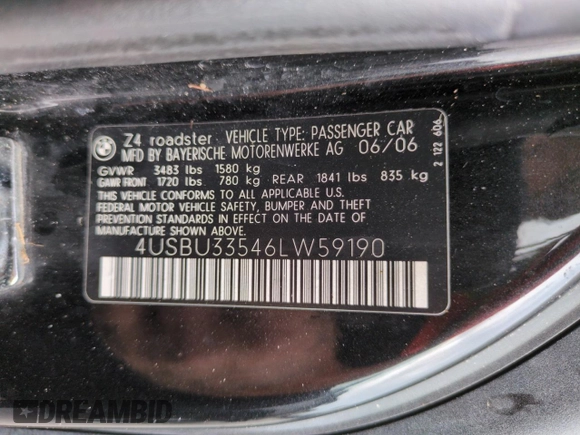 BMW
Z4 roadster VEHICLE TYPE: PASSENGER CAR
MFD BY BAYERISCHE MOTORENWERKE AG 06/06
GVWR 3483 lbs 1580 kg
GAWR FRONT 1720 lbs 780 kg REAR 1841 lbs 835 kg
THIS VEHICLE CONFORMS TO ALL APPLICABLE U.S.
FEDERAL MOTOR VEHICLE SAFETY, BUMPER AND THEFT
PREVENTION STANDARDS IN EFFECT ON THE DATE OF
MANUFACTURE SHOWN ABOVE.
4USBU33546LW59190
2 122 604
DREAMBID